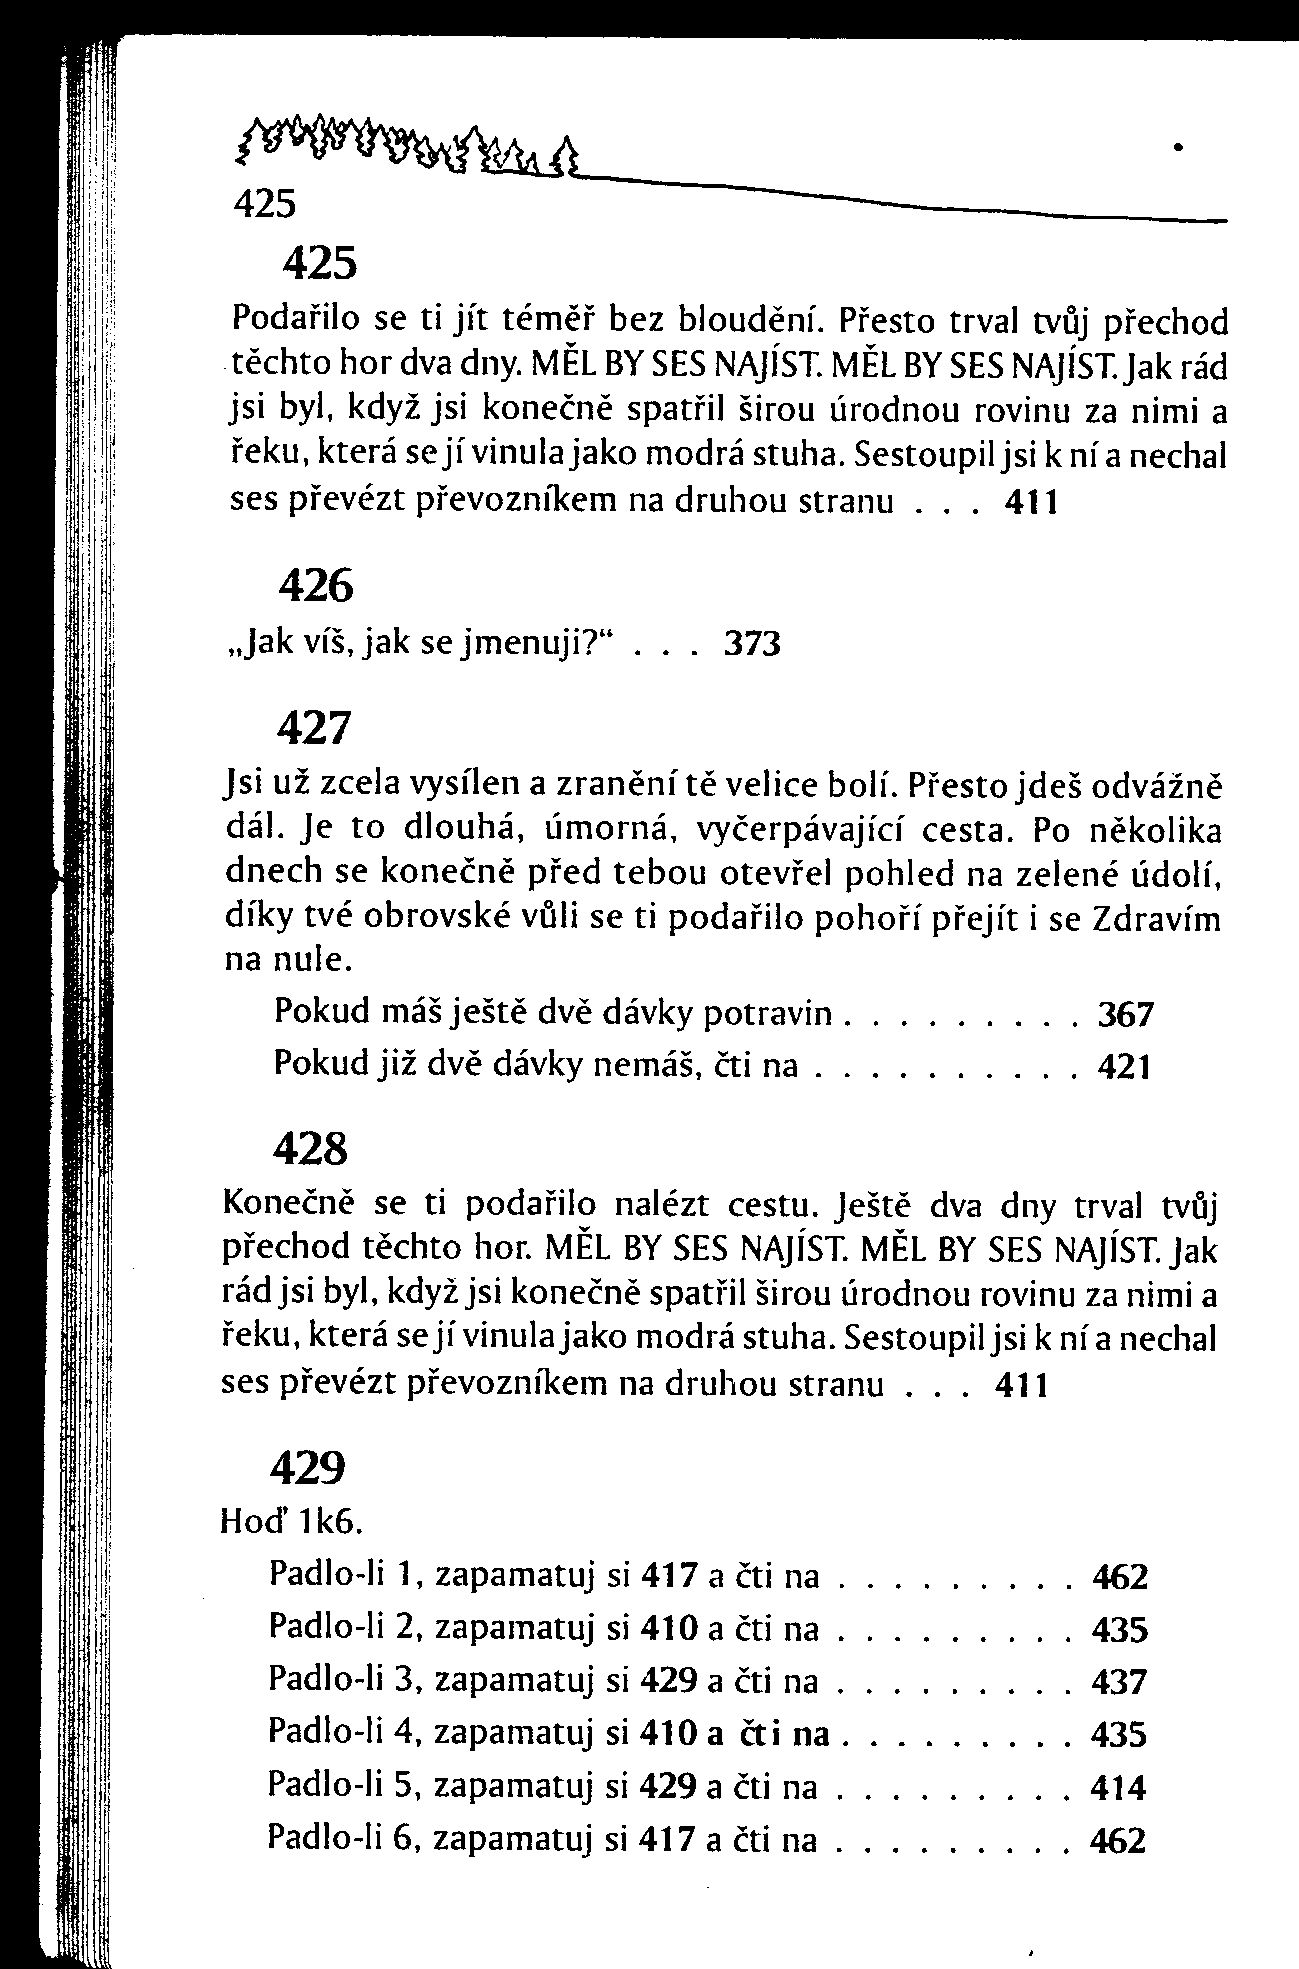 425
425
Podařilo se ti jít téměř bez bloudění. Přesto trval tvůj přechod
těchto hor dva dny. MĚL BY SES NAJÍST. MĚL BY SES NAJÍST. Jak rád
jsi byl, když jsi konečně spatřil širou úrodnou rovinu za nimi a
řeku, která se jí vinula jako modrá stuha. Sestoupil jsi k ní a nechal
ses převézt převozníkem na druhou stranu . . . 411
426
„Jak víš, jak se jmenuji?“ . . . 373
427
Jsi už zcela vysílen a zranění tě velice bolí. Přesto jdeš odvážně
dál. Je to dlouhá, úmorná, vyčerpávající cesta. Po několika
dnech se konečně před tebou otevřel pohled na zelené údolí,
díky tvé obrovské vůli se ti podařilo pohoří přejít i se Zdravím
na nule.
Pokud máš ještě dvě dávky potravin . . . . . . . . . 367
Pokud již dvě dávky nemáš, čti na . . . . . . . . . . 421
428
Konečně se ti podařilo nalézt cestu. Ještě dva dny trval tvůj
přechod těchto hor. MĚL BY SES NAJÍST. MĚL BY SES NAJÍST. Jak
rád jsi byl, když jsi konečně spatřil širou úrodnou rovinu za nimi a
řeku, která se jí vinula jako modrá stuha. Sestoupil jsi k ní a nechal
ses převézt převozníkem na druhou stranu . . . 411
429
Hoď 1k6.
Padlo-li 1, zapamatuj si 417 a čti na . . . . . . . . . 462
Padlo-li 2, zapamatuj si 410 a čti na . . . . . . . . . 435
Padlo-li 3, zapamatuj si 429 a čti na . . . . . . . . . 437
Padlo-li 4, zapamatuj si 410 a čti na . . . . . . . . . 435
Padlo-li 5, zapamatuj si 429 a čti na . . . . . . . . . 414
Padlo-li 6, zapamatuj si 417 a čti na . . . . . . . . . 462